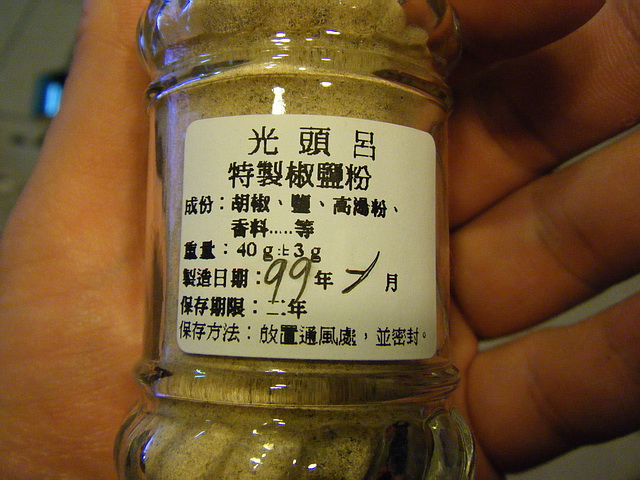 光頭呂
特製椒鹽粉
成份：胡椒、鹽、高湯粉、
香料.....等
重量：40 g±3 g
製造日期：99年 月
保存期限：二年
保存方法：放置通風處，並密封。